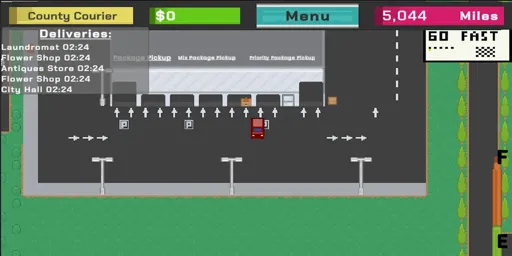 County Courier
$0
Menu
5,044 Miles
GO FAST
Deliveries:
Laundromat 02:24
Flower Shop 02:24
Antiques Store 02:24
Flower Shop 02:24
City Hall 02:24
Package Pickup
Mix Package Pickup
Priority Package Pickup
P
P
F
E